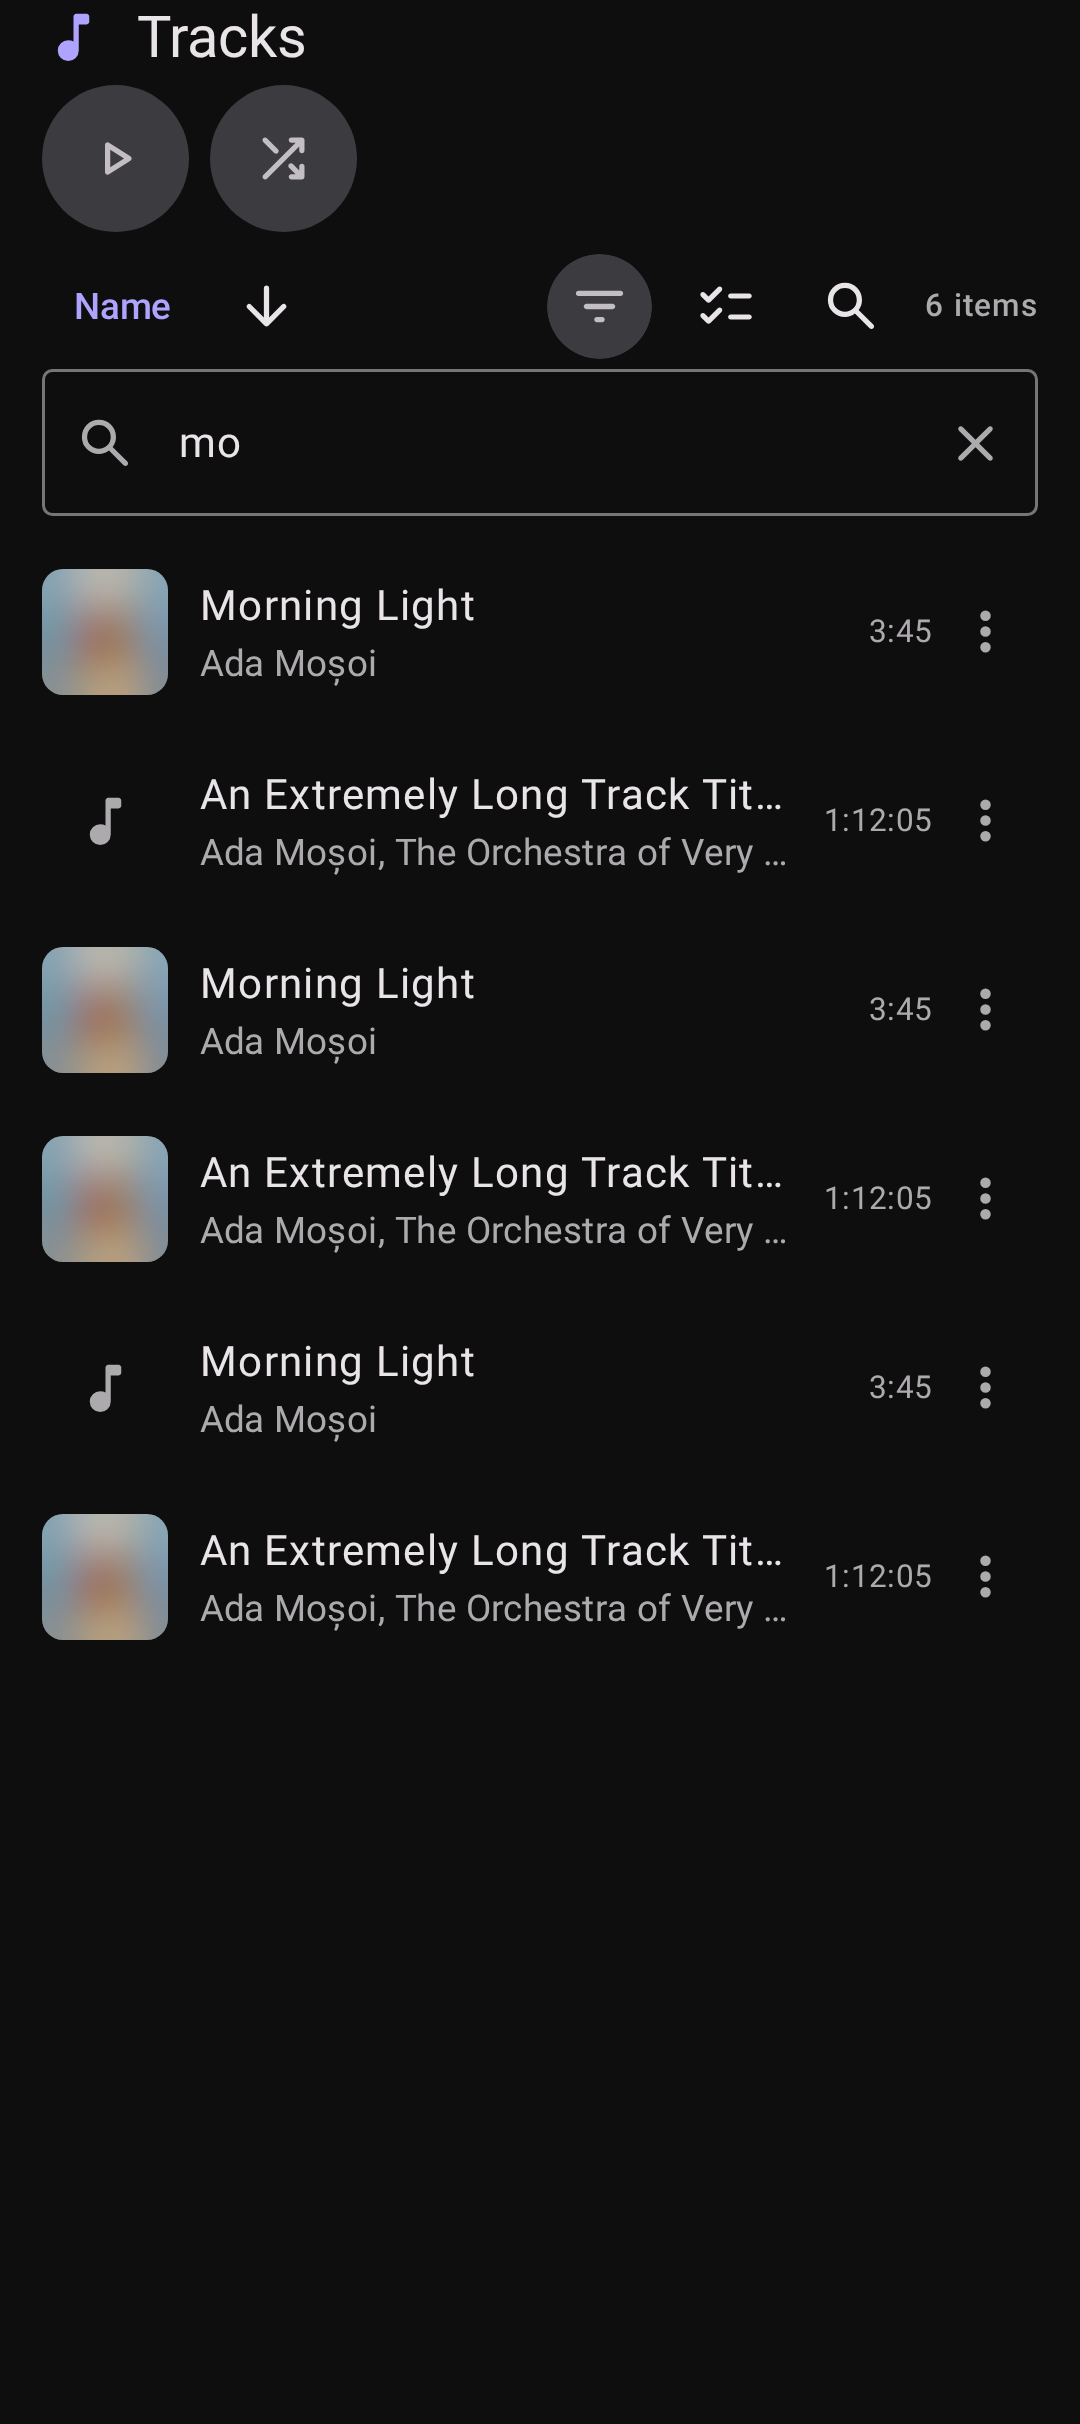 Tracks
Name
6 items
mo
Morning Light
3:45
Ada Moșoi
An Extremely Long Track Tit…
1:12:05
Ada Moșoi, The Orchestra of Very …
Morning Light
3:45
Ada Moșoi
An Extremely Long Track Tit…
1:12:05
Ada Moșoi, The Orchestra of Very …
Morning Light
3:45
Ada Moșoi
An Extremely Long Track Tit…
1:12:05
Ada Moșoi, The Orchestra of Very …